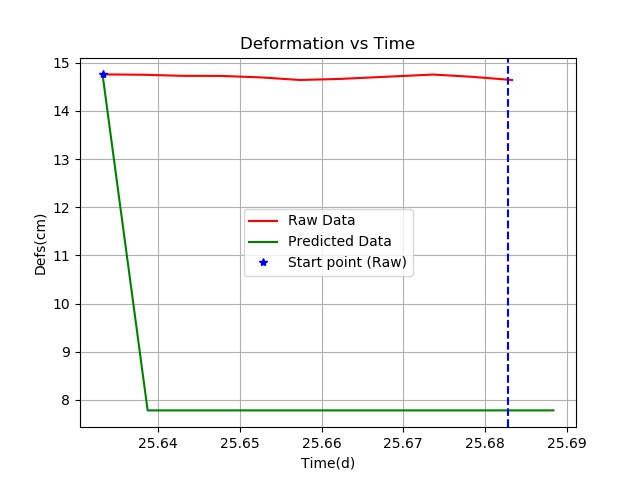 Deformation vs Time
15
14
13
12
11
10
9
8
Defs(cm)
Raw Data
Predicted Data
Start point (Raw)
25.64 25.65 25.66 25.67 25.68 25.69
Time(d)